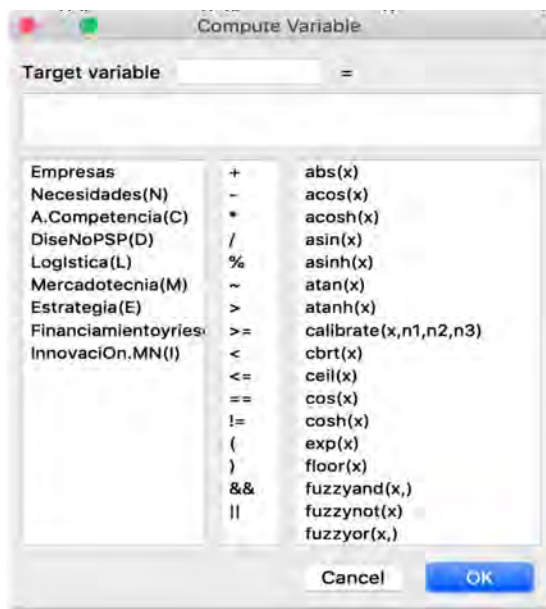 Compute Variable
Target variable =
Empresas + abs(x)
Necesidades(N) - acos(x)
A.Competencia(C) * acosh(x)
DiseNoPSP(D) / asin(x)
LogIstica(L) % asinh(x)
Mercadotecnia(M) ~ atan(x)
Estrategia(E) > atanh(x)
Financiamientoyries >= calibrate(x,n1,n2,n3)
InnovaciOn.MN(I) < cbrt(x)
<= ceil(x)
== cos(x)
!= cosh(x)
( exp(x)
) floor(x)
&& fuzzyand(x,)
|| fuzzynot(x)
fuzzyor(x,)
Cancel OK